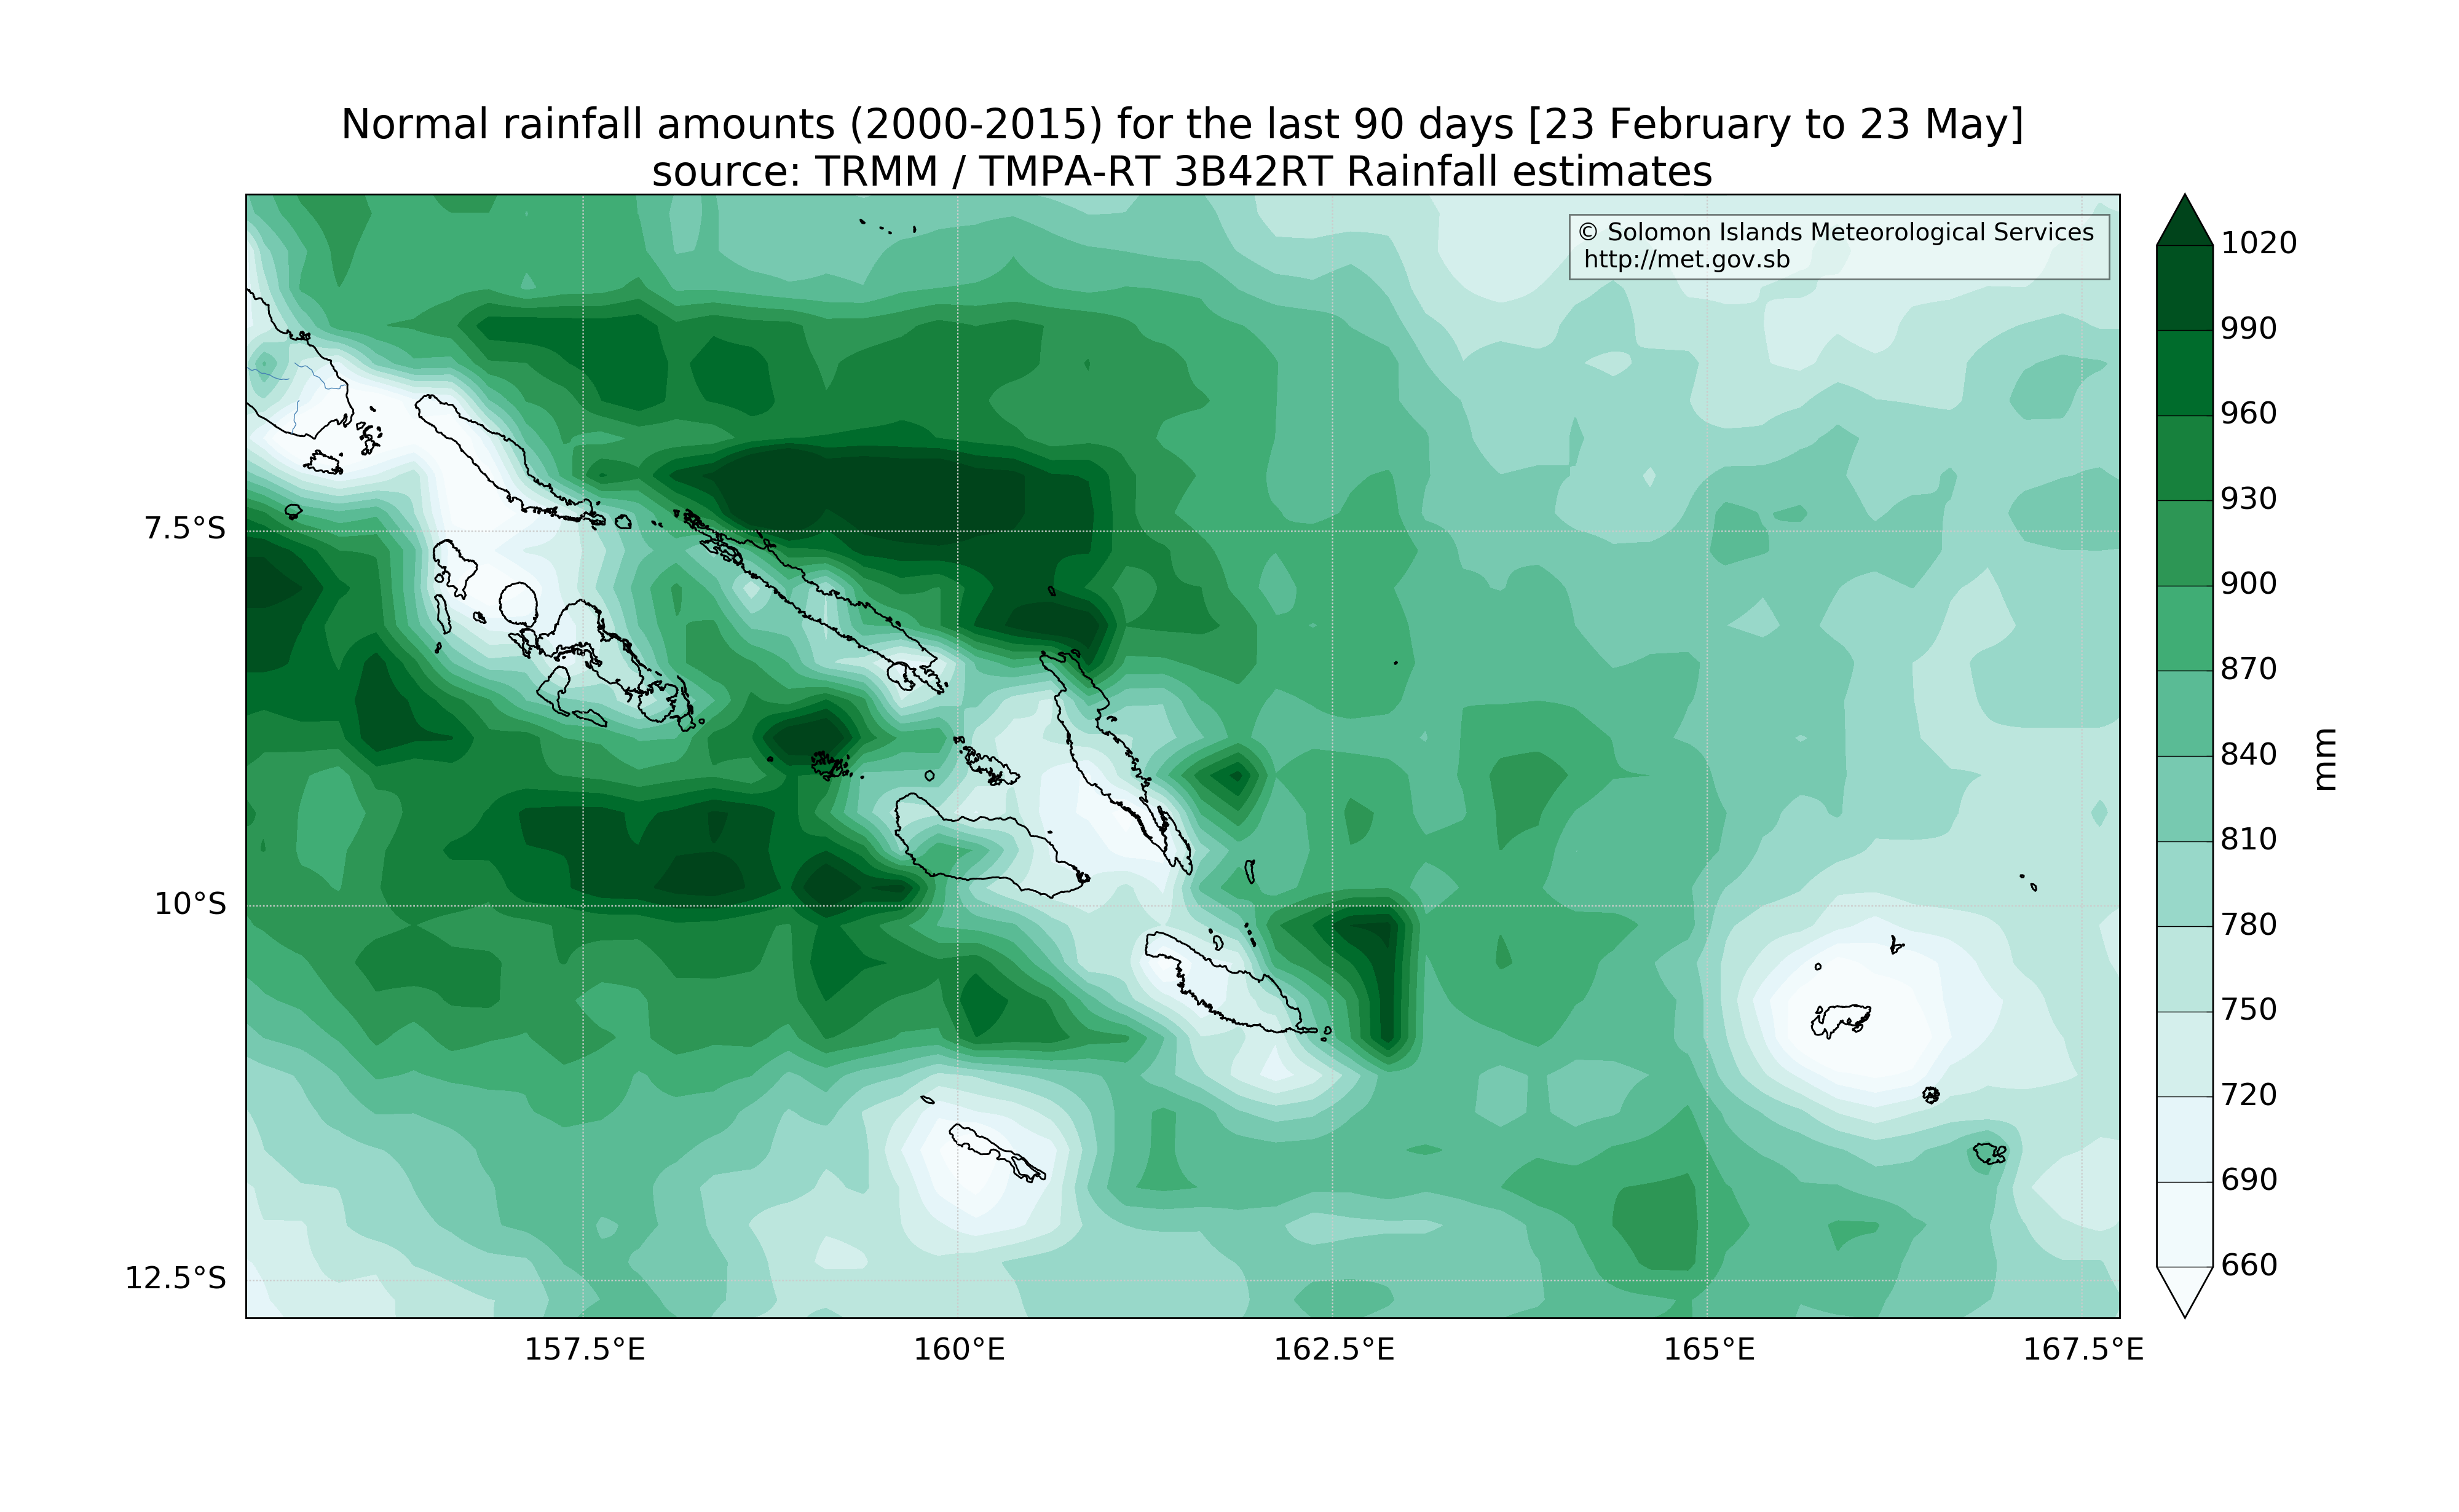 Normal rainfall amounts (2000-2015) for the last 90 days [23 February to 23 May]
source: TRMM / TMPA-RT 3B42RT Rainfall estimates
© Solomon Islands Meteorological Services
http://met.gov.sb
7.5°S
10°S
12.5°S
157.5°E
160°E
162.5°E
165°E
167.5°E
1020
990
960
930
900
870
840
810
780
750
720
690
660
mm